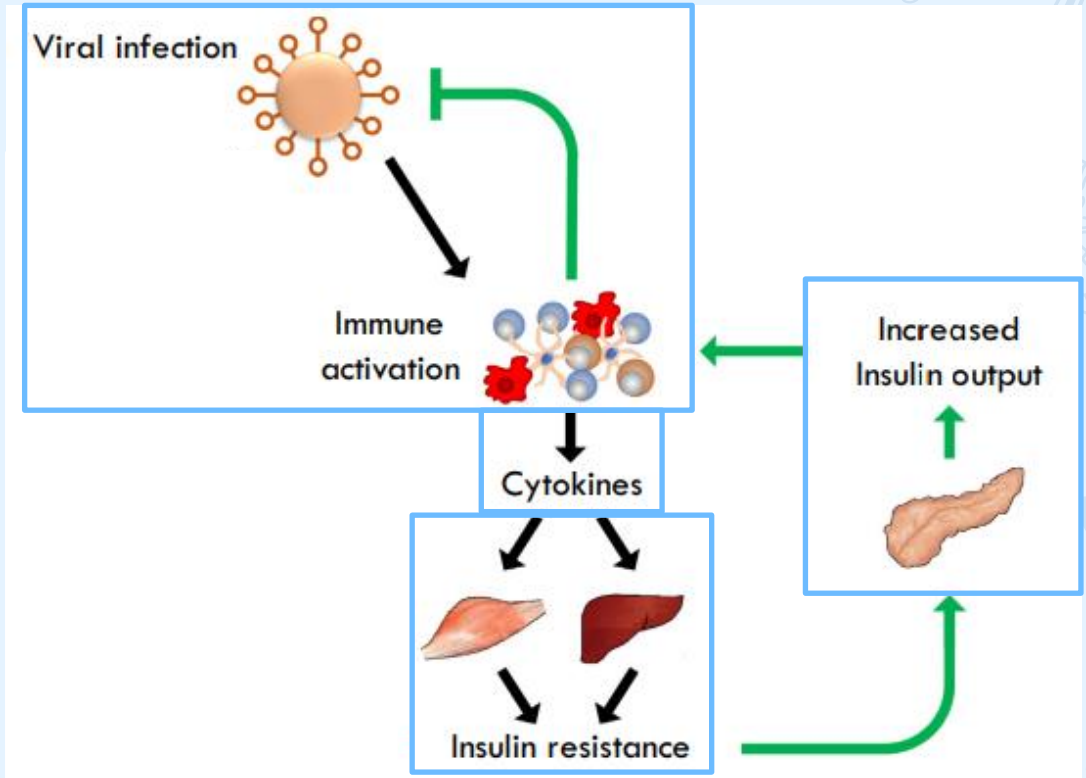 Viral infection
Immune
activation
Cytokines
Insulin resistance
Increased
Insulin output